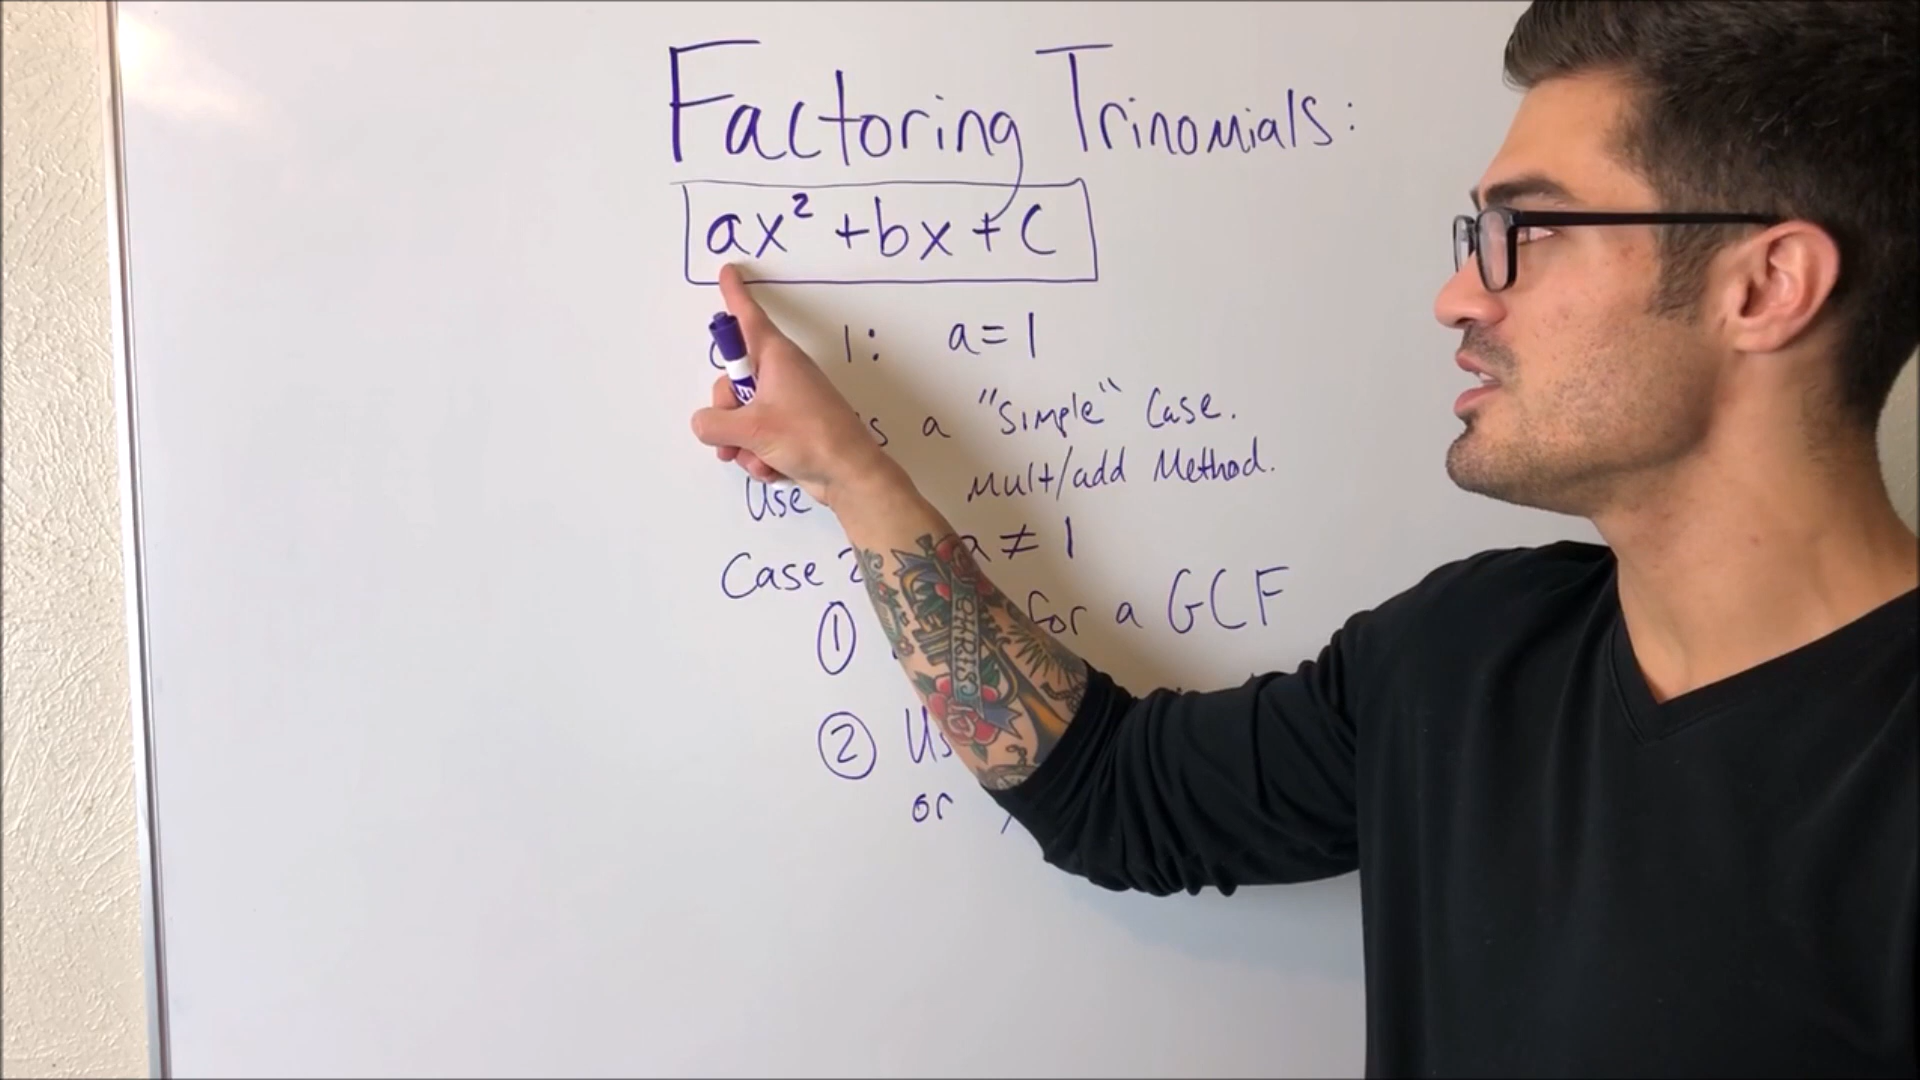 Factoring Trinomials:
ax² + bx + c
1: a = 1
is a "simple" Case.
Use Mult/add Method.
Case 2 a ≠ 1
① for a GCF
②
or